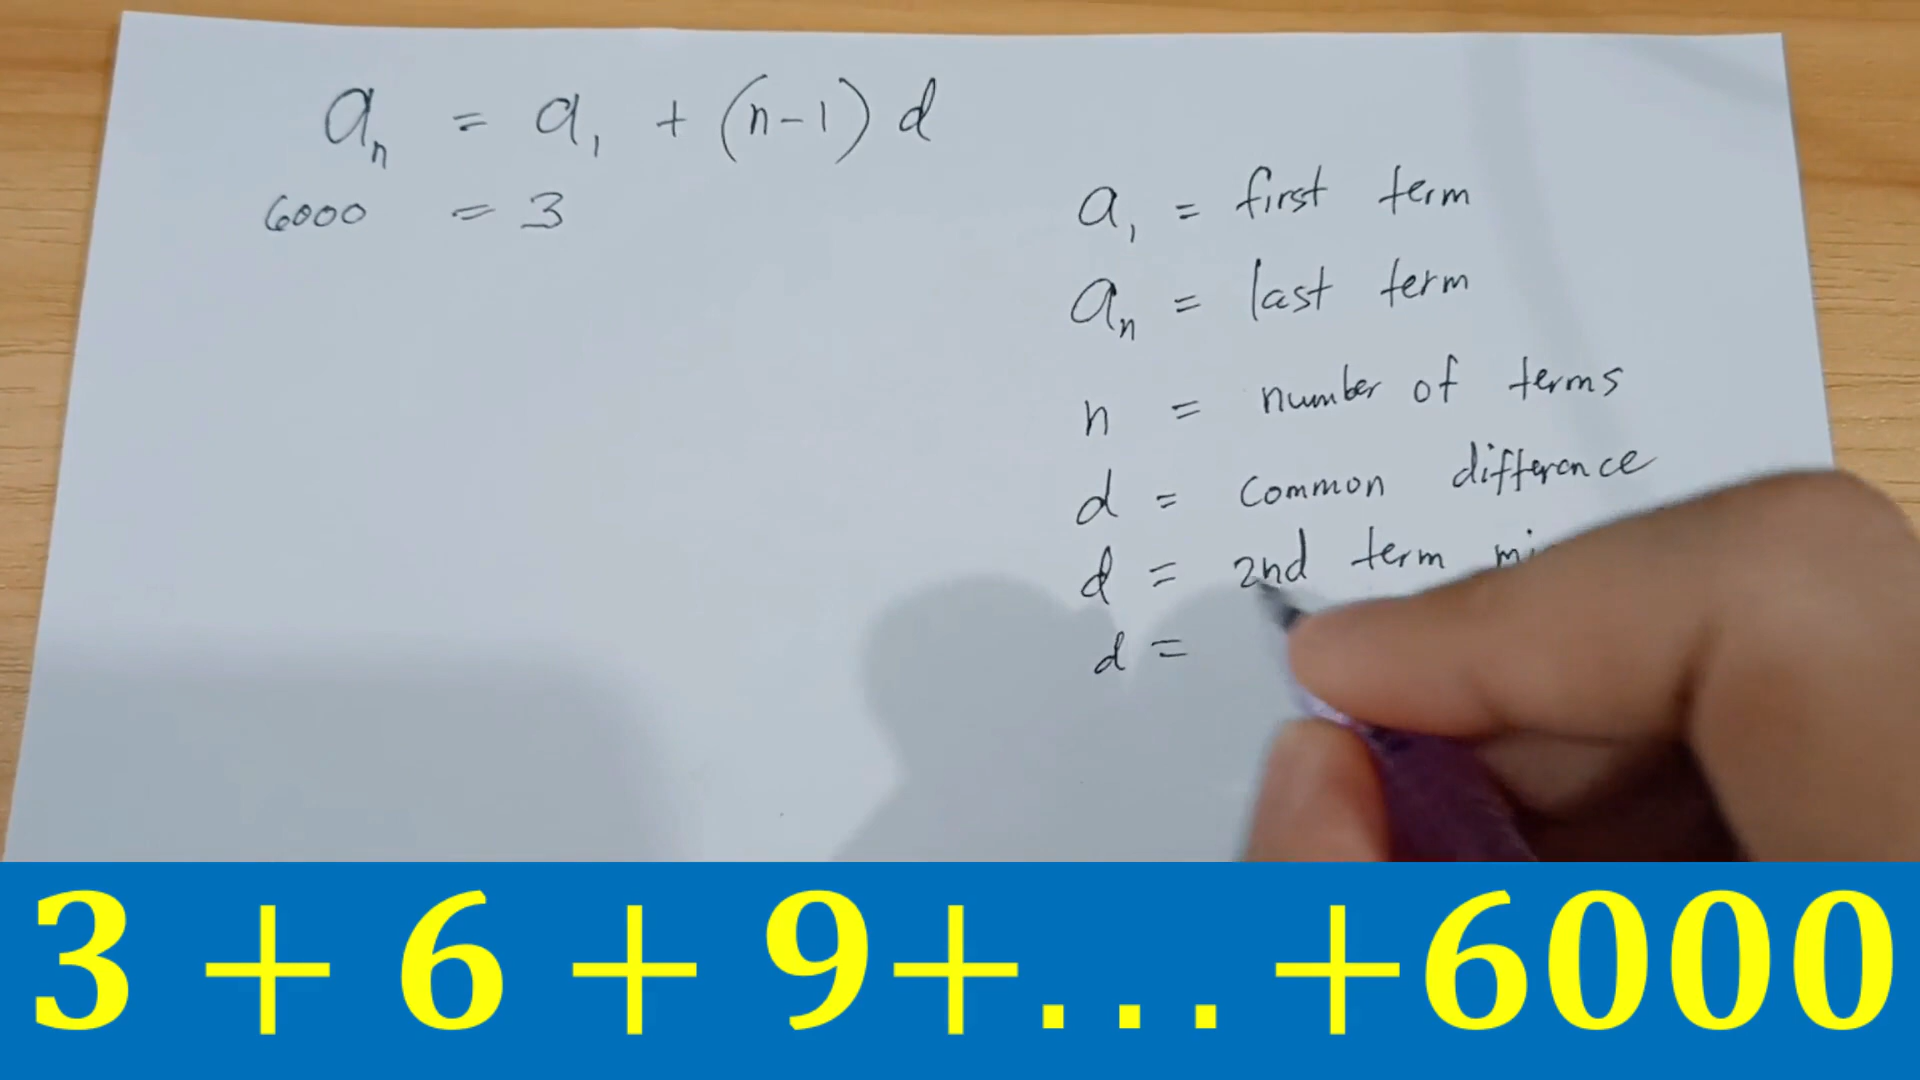 aₙ = a₁ + (n-1) d
6000 = 3
a₁ = first term
aₙ = last term
n = number of terms
d = common difference
d = 2nd term
d =
3 + 6 + 9 + . . . + 6000